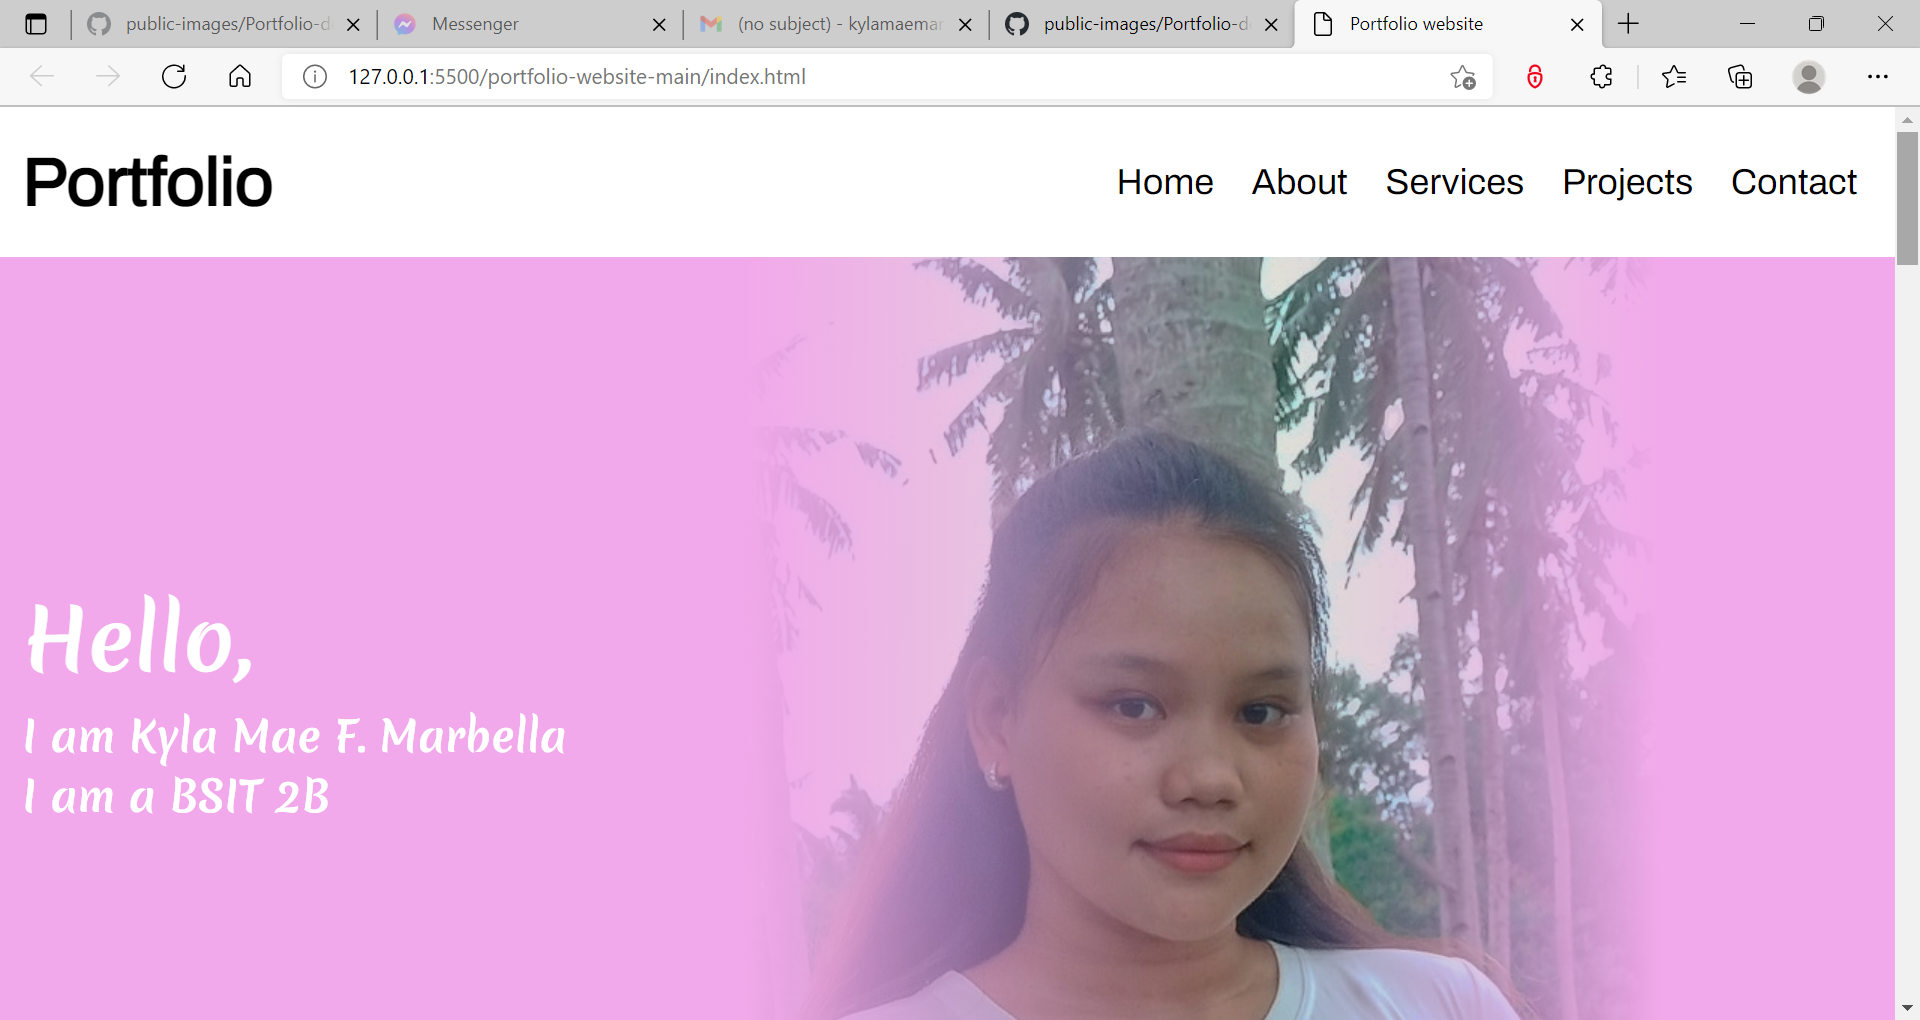 public-images/Portfolio-d
Messenger
(no subject) - kylamaemar
public-images/Portfolio-d
Portfolio website
127.0.0.1:5500/portfolio-website-main/index.html
Portfolio
Home About Services Projects Contact
Hello,
I am Kyla Mae F. Marbella
I am a BSIT 2B